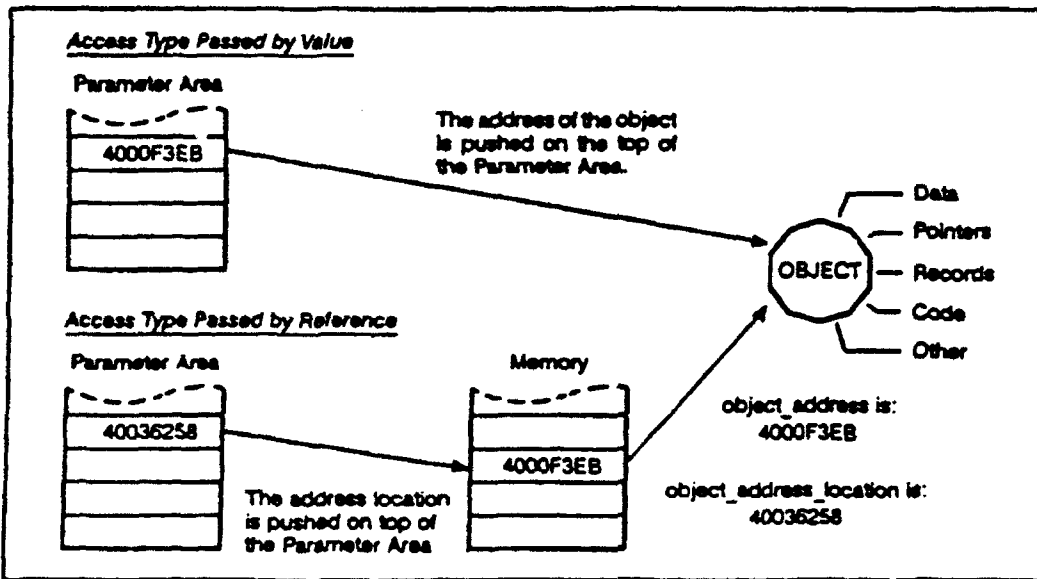 Access Type Passed by Value
Parameter Area
4000F3EB
The address of the object
is pushed on the top of
the Parameter Area.
OBJECT
Data
Pointers
Records
Code
Other
Access Type Passed by Reference
Parameter Area
40036258
The address location
is pushed on top of
the Parameter Area
Memory
4000F3EB
object_address is:
4000F3EB
object_address_location is:
40036258